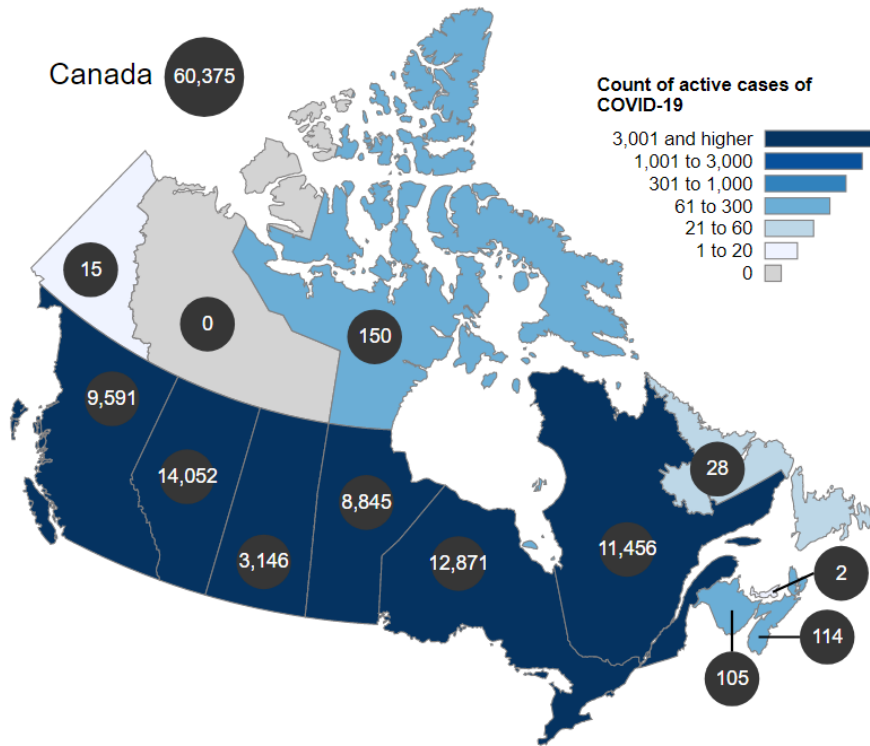 Canada 60,375
Count of active cases of
COVID-19
3,001 and higher
1,001 to 3,000
301 to 1,000
61 to 300
21 to 60
1 to 20
0
15
0
150
9,591
14,052
3,146
8,845
12,871
11,456
28
2
114
105